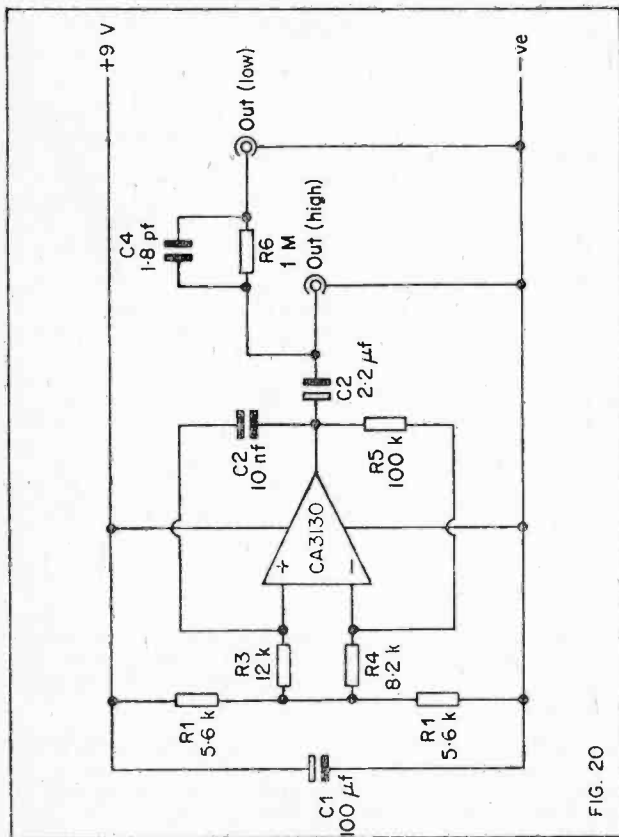 +9 V
C4
1·8 pf
Out (low)
R6
1 M
Out (high)
C2
10 nf
C2
2·2 µf
R1
5·6 k
R3
12 k
+
CA3130
−
R5
100 k
R4
8·2 k
C1
100 µf
R1
5·6 k
−ve
FIG. 20